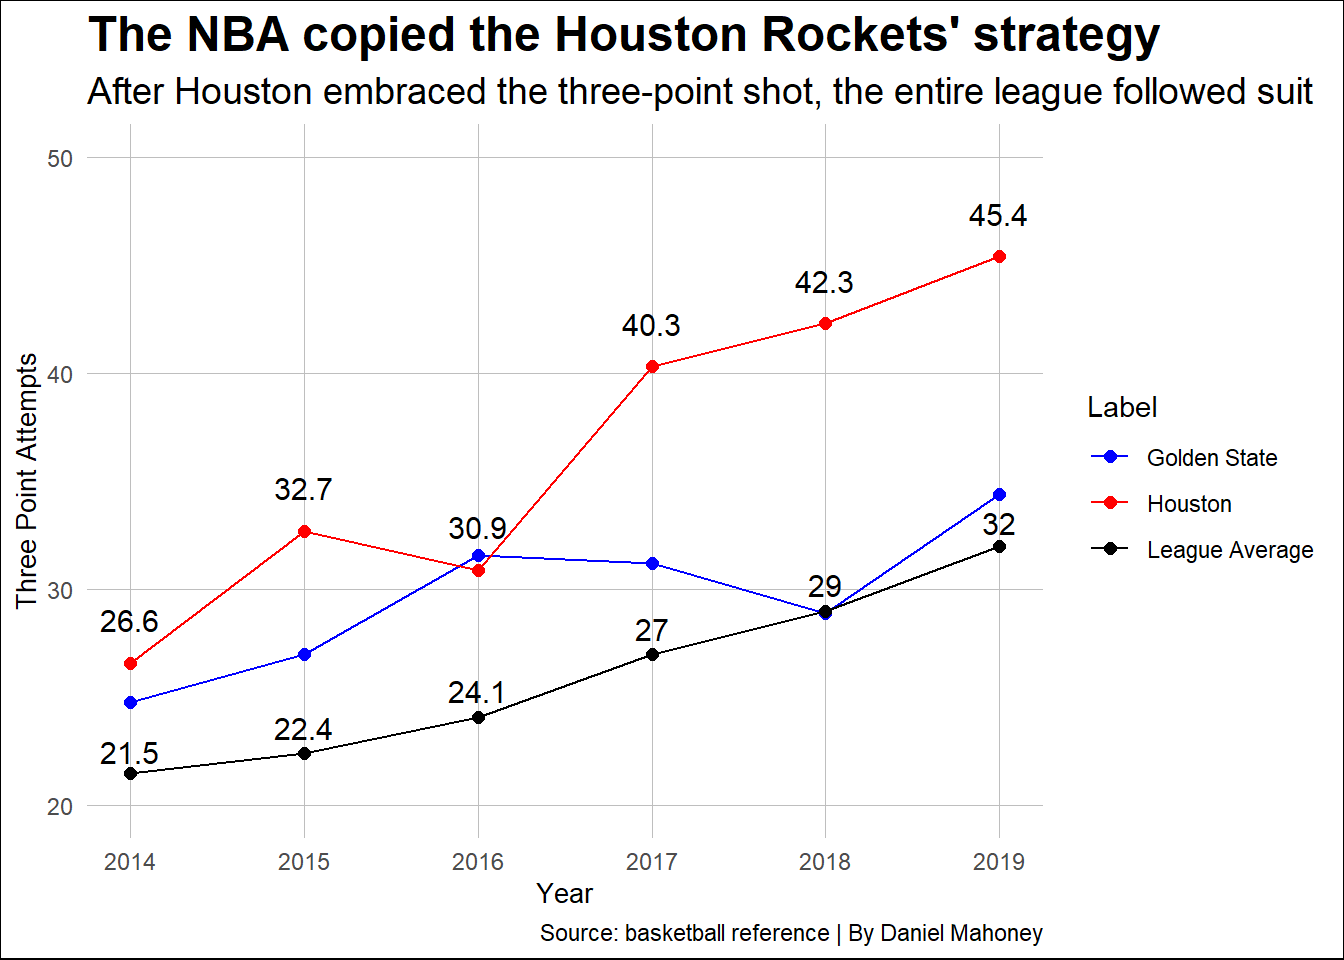 The NBA copied the Houston Rockets' strategy
After Houston embraced the three-point shot, the entire league followed suit
50
40
30
20
Three Point Attempts
45.4
42.3
40.3
32.7
30.9
32
26.6
29
27
24.1
22.4
21.5
2014 2015 2016 2017 2018 2019
Year
Label
Golden State
Houston
League Average
Source: basketball reference | By Daniel Mahoney